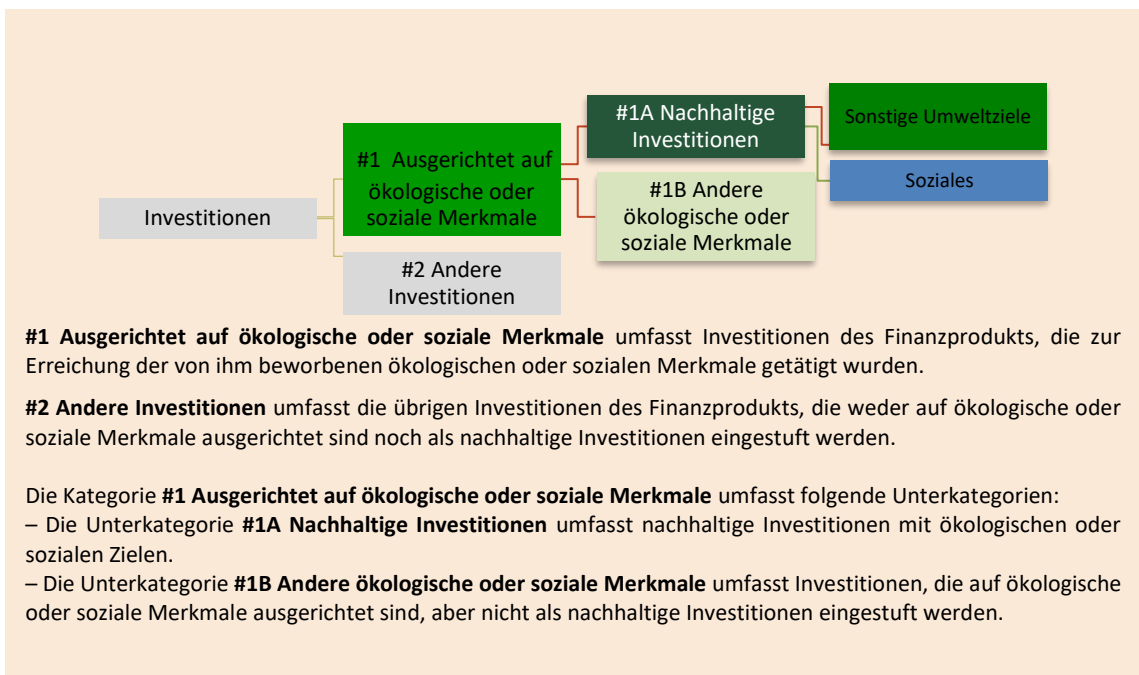 #1A Nachhaltige
Investitionen
Sonstige Umweltziele
#1 Ausgerichtet auf
ökologische oder
soziale Merkmale
Soziales
#1B Andere
ökologische oder
soziale Merkmale
Investitionen
#2 Andere
Investitionen
#1 Ausgerichtet auf ökologische oder soziale Merkmale umfasst Investitionen des Finanzprodukts, die zur
Erreichung der von ihm beworbenen ökologischen oder sozialen Merkmale getätigt wurden.
#2 Andere Investitionen umfasst die übrigen Investitionen des Finanzprodukts, die weder auf ökologische oder
soziale Merkmale ausgerichtet sind noch als nachhaltige Investitionen eingestuft werden.
Die Kategorie #1 Ausgerichtet auf ökologische oder soziale Merkmale umfasst folgende Unterkategorien:
– Die Unterkategorie #1A Nachhaltige Investitionen umfasst nachhaltige Investitionen mit ökologischen oder
sozialen Zielen.
– Die Unterkategorie #1B Andere ökologische oder soziale Merkmale umfasst Investitionen, die auf ökologische
oder soziale Merkmale ausgerichtet sind, aber nicht als nachhaltige Investitionen eingestuft werden.